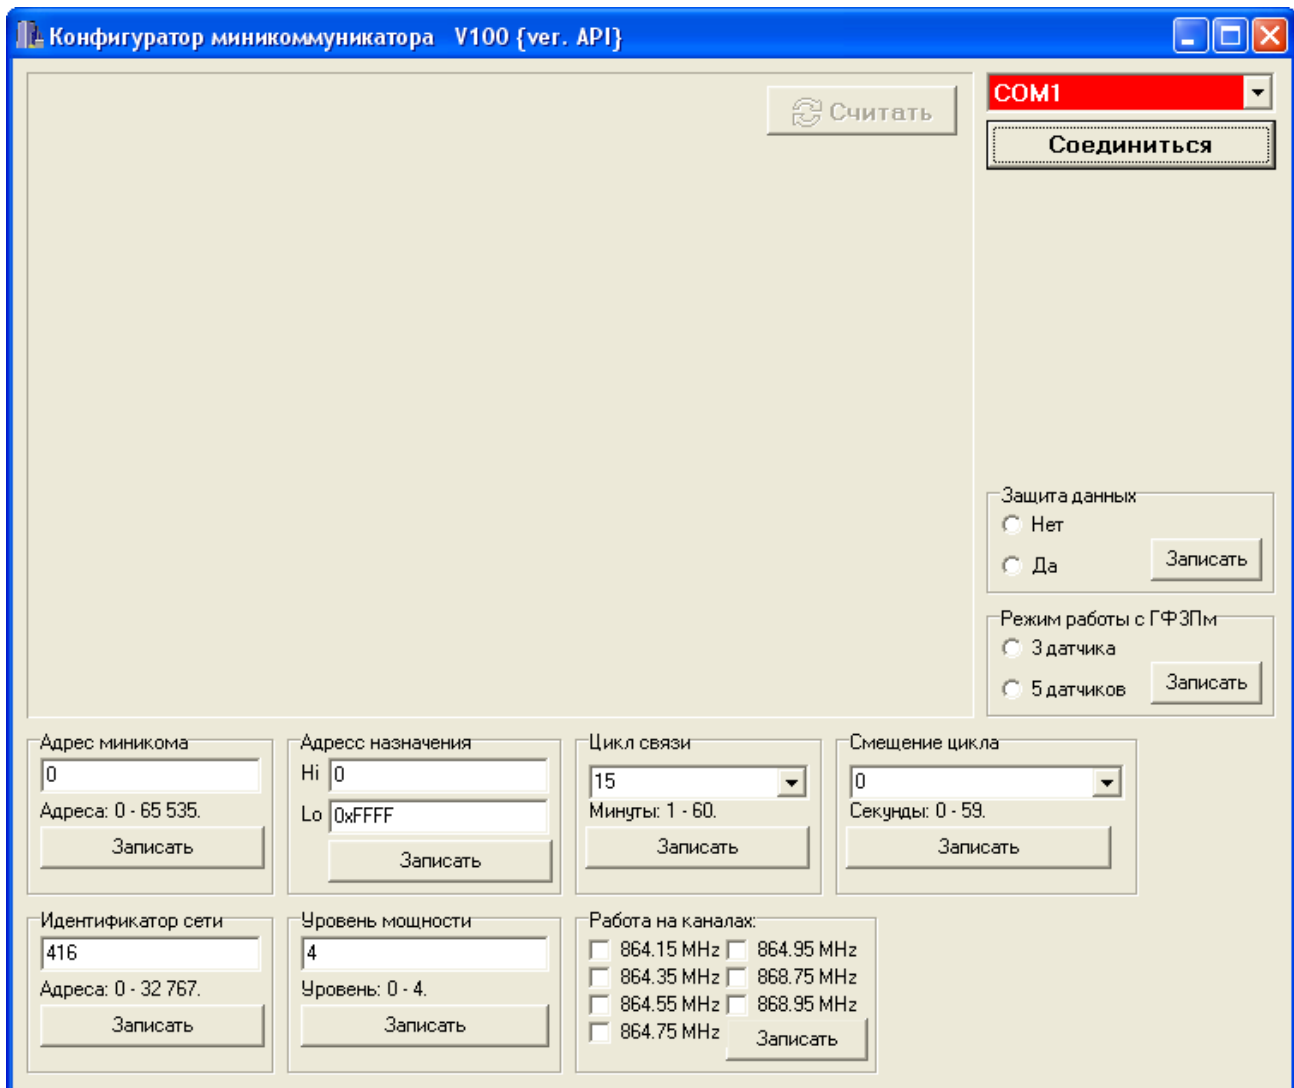 Конфигуратор миникоммуникатора V100 {ver. API}
Считать
COM1
Соединиться
Защита данных
Нет
Да
Записать
Режим работы с ГФЗПм
3 датчика
5 датчиков
Записать
Адрес миникома
0
Адреса: 0 - 65 535.
Записать
Адресс назначения
Hi 0
Lo 0xFFFF
Записать
Цикл связи
15
Минуты: 1 - 60.
Записать
Смещение цикла
0
Секунды: 0 - 59.
Записать
Идентификатор сети
416
Адреса: 0 - 32 767.
Записать
Уровень мощности
4
Уровень: 0 - 4.
Записать
Работа на каналах:
864.15 MHz 864.95 MHz
864.35 MHz 868.75 MHz
864.55 MHz 868.95 MHz
864.75 MHz
Записать